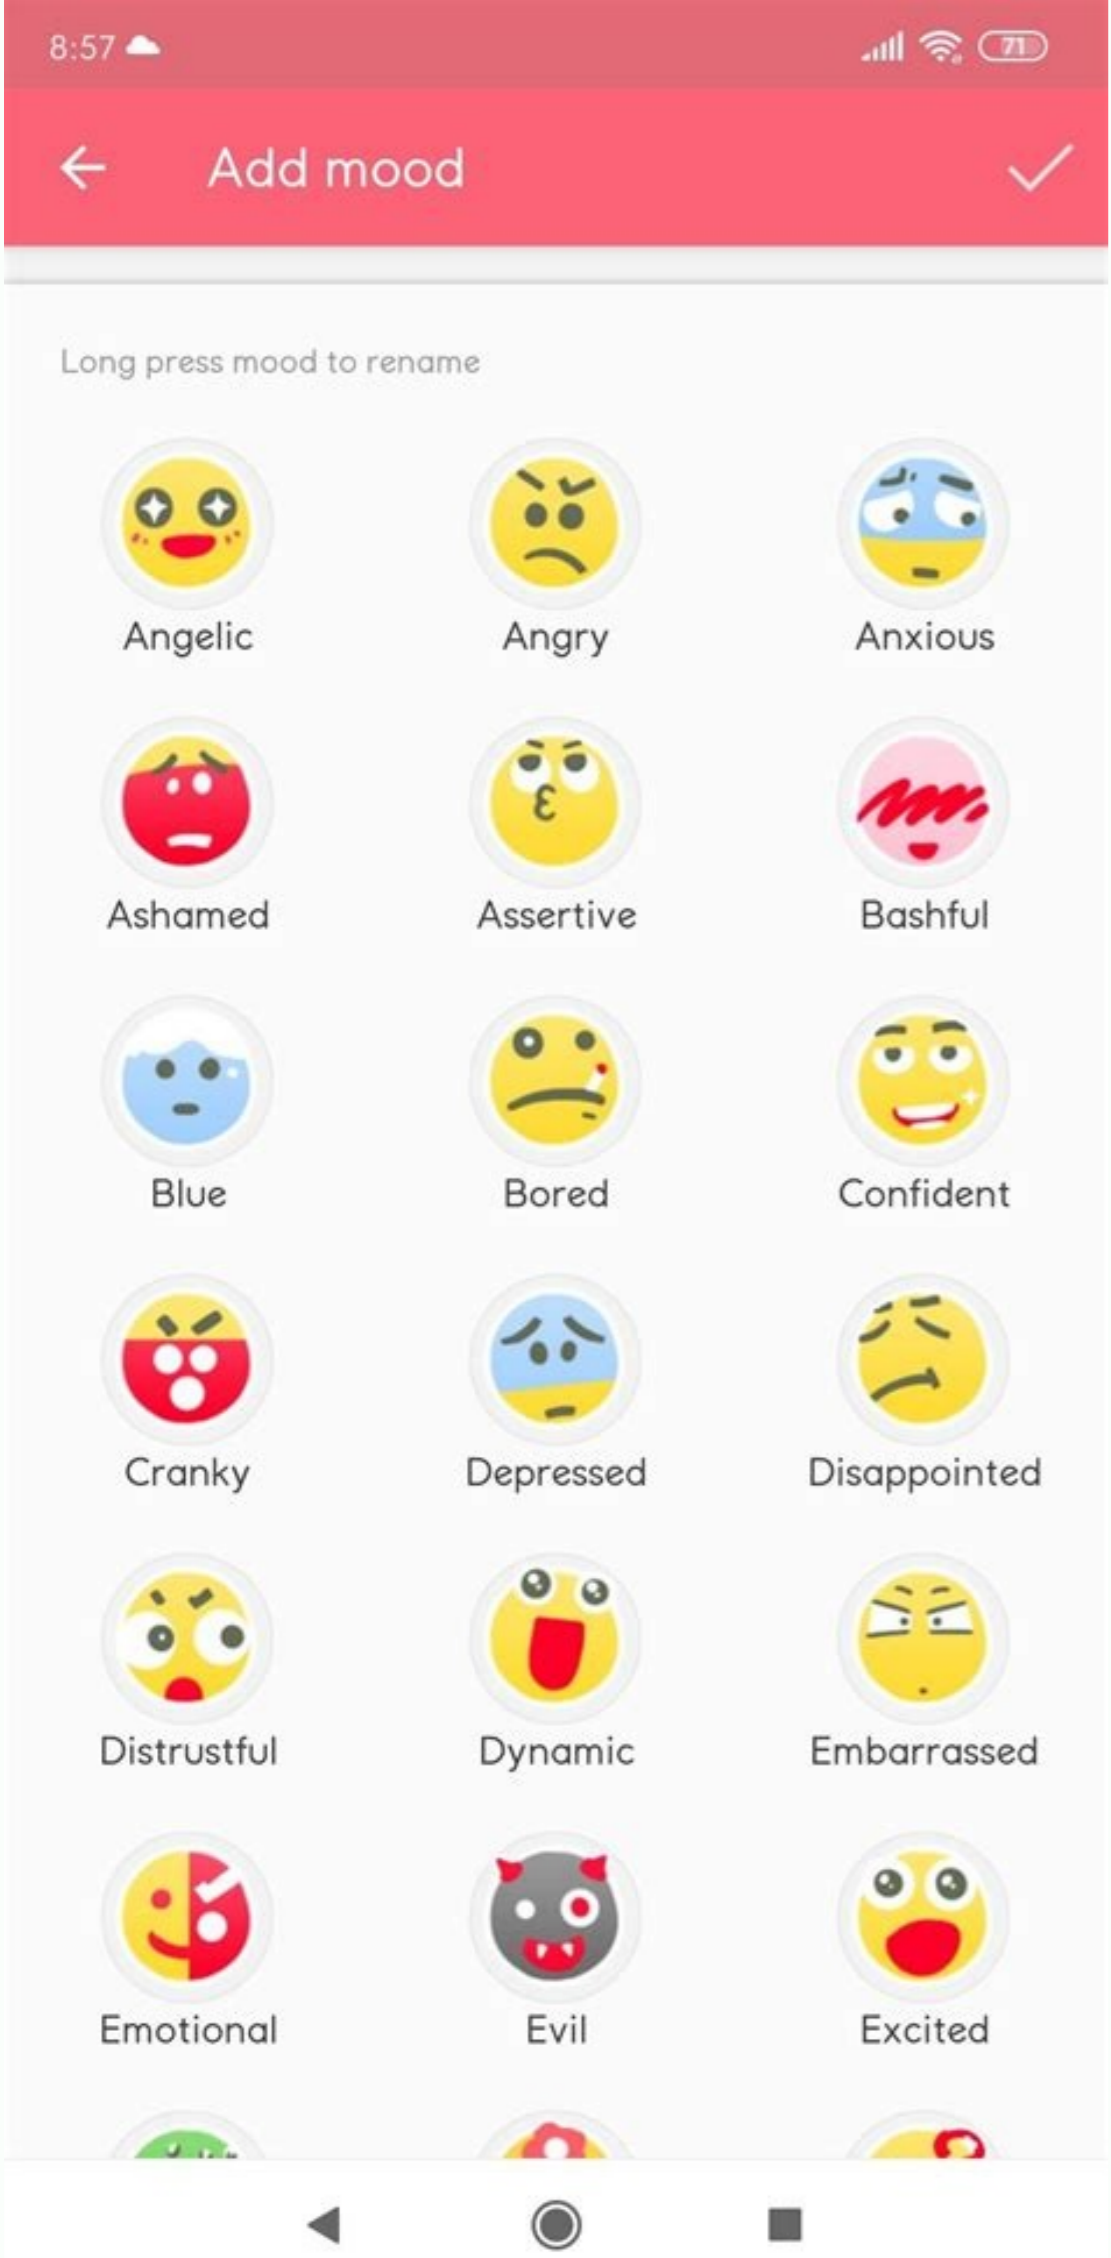 8:57
71
Add mood
Long press mood to rename
Angelic
Angry
Anxious
Ashamed
Assertive
Bashful
Blue
Bored
Confident
Cranky
Depressed
Disappointed
Distrustful
Dynamic
Embarrassed
Emotional
Evil
Excited